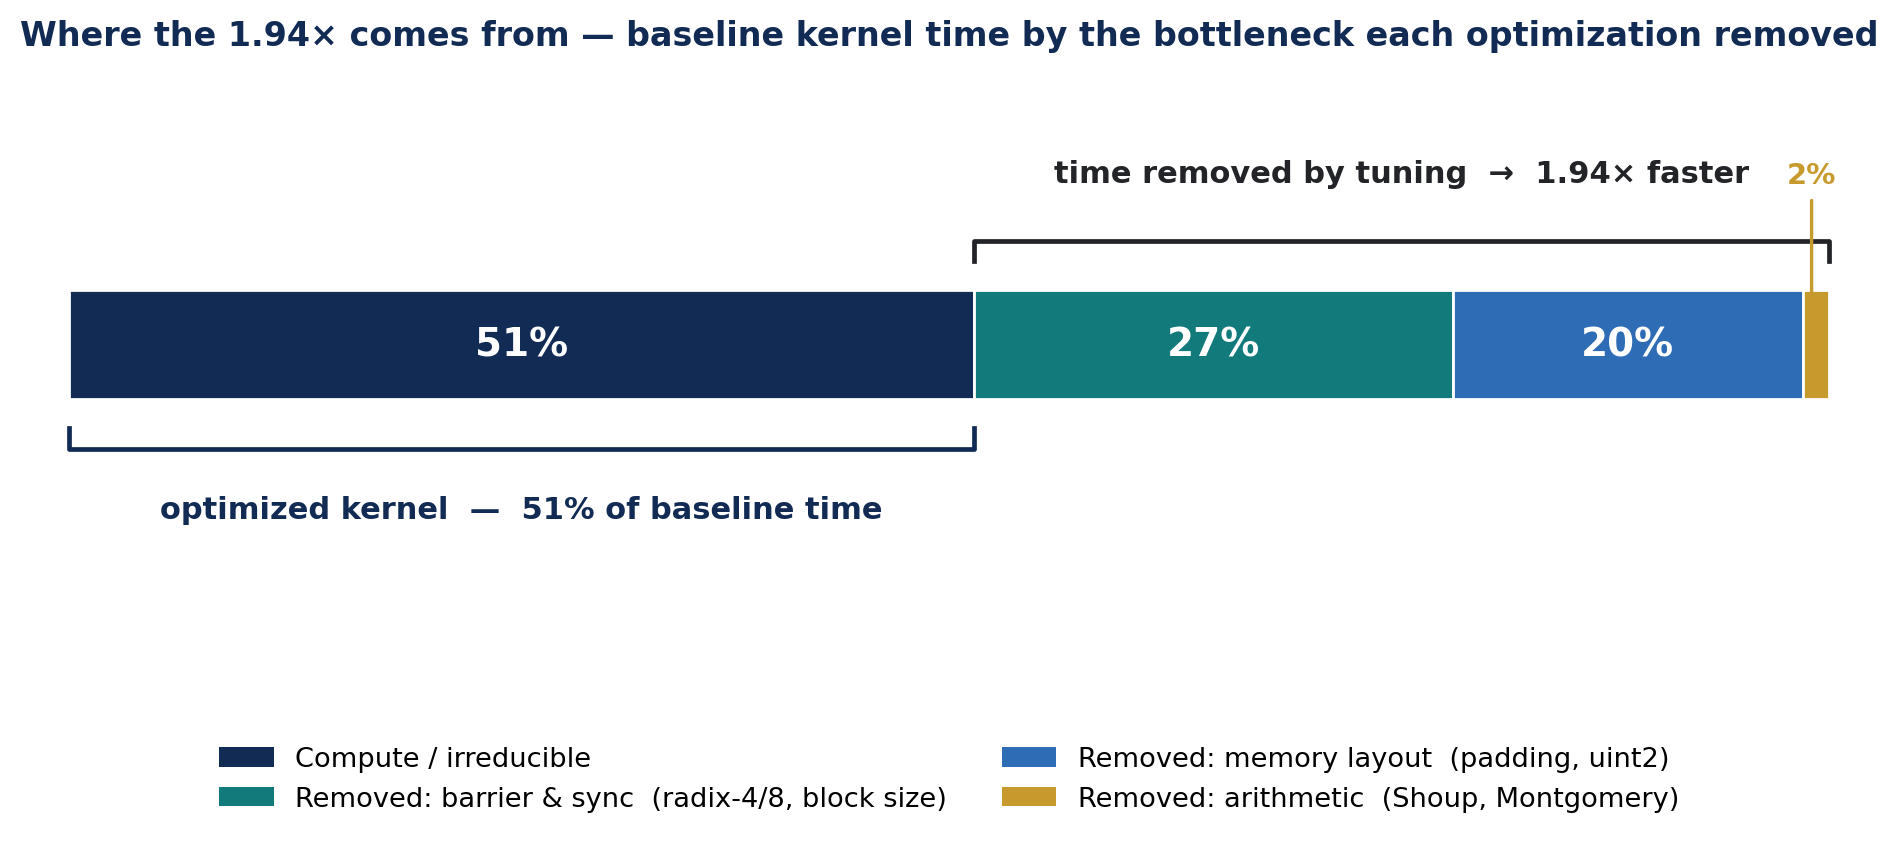 Where the 1.94× comes from — baseline kernel time by the bottleneck each optimization removed
time removed by tuning → 1.94× faster
2%
51%
27%
20%
optimized kernel — 51% of baseline time
Compute / irreducible
Removed: barrier & sync (radix-4/8, block size)
Removed: memory layout (padding, uint2)
Removed: arithmetic (Shoup, Montgomery)